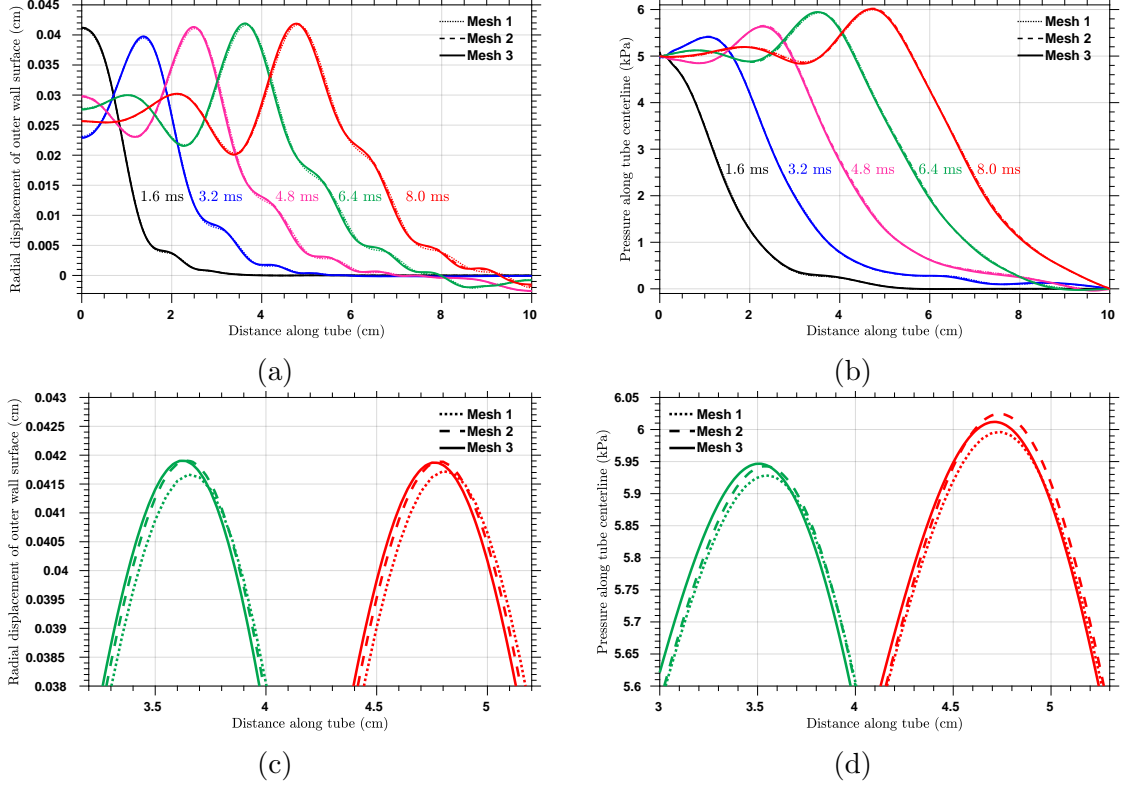 0.045
0.04
0.035
0.03
0.025
0.02
0.015
0.01
0.005
0
Radial displacement of outer wall surface (cm)
Mesh 1
Mesh 2
Mesh 3
1.6 ms
3.2 ms
4.8 ms
6.4 ms
8.0 ms
0
2
4
6
8
10
Distance along tube (cm)
(a)
6
5
4
3
2
1
0
Pressure along tube centerline (kPa)
Mesh 1
Mesh 2
Mesh 3
1.6 ms
3.2 ms
4.8 ms
6.4 ms
8.0 ms
0
2
4
6
8
10
Distance along tube (cm)
(b)
0.043
0.0425
0.042
0.0415
0.041
0.0405
0.04
0.0395
0.039
0.0385
0.038
Radial displacement of outer wall surface (cm)
Mesh 1
Mesh 2
Mesh 3
3.5
4
4.5
5
Distance along tube (cm)
(c)
6.05
6
5.95
5.9
5.85
5.8
5.75
5.7
5.65
5.6
Pressure along tube centerline (kPa)
Mesh 1
Mesh 2
Mesh 3
3
3.5
4
4.5
5
Distance along tube (cm)
(d)